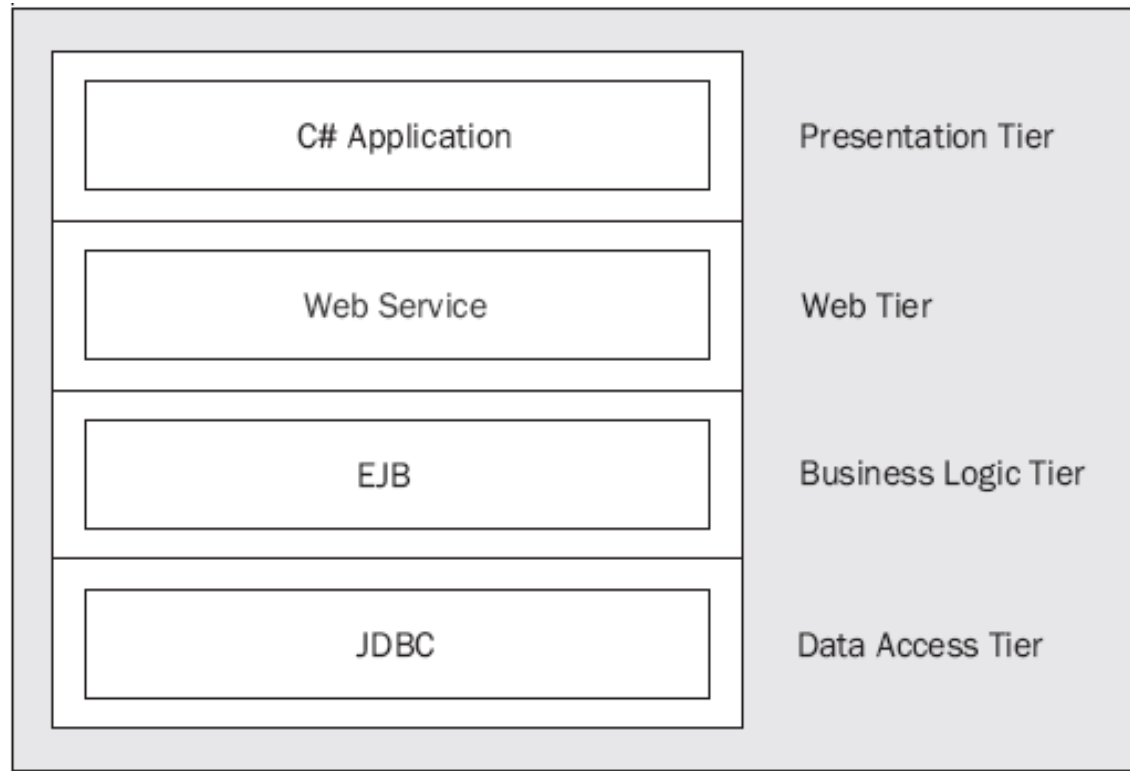 C# Application
Presentation Tier
Web Service
Web Tier
EJB
Business Logic Tier
JDBC
Data Access Tier